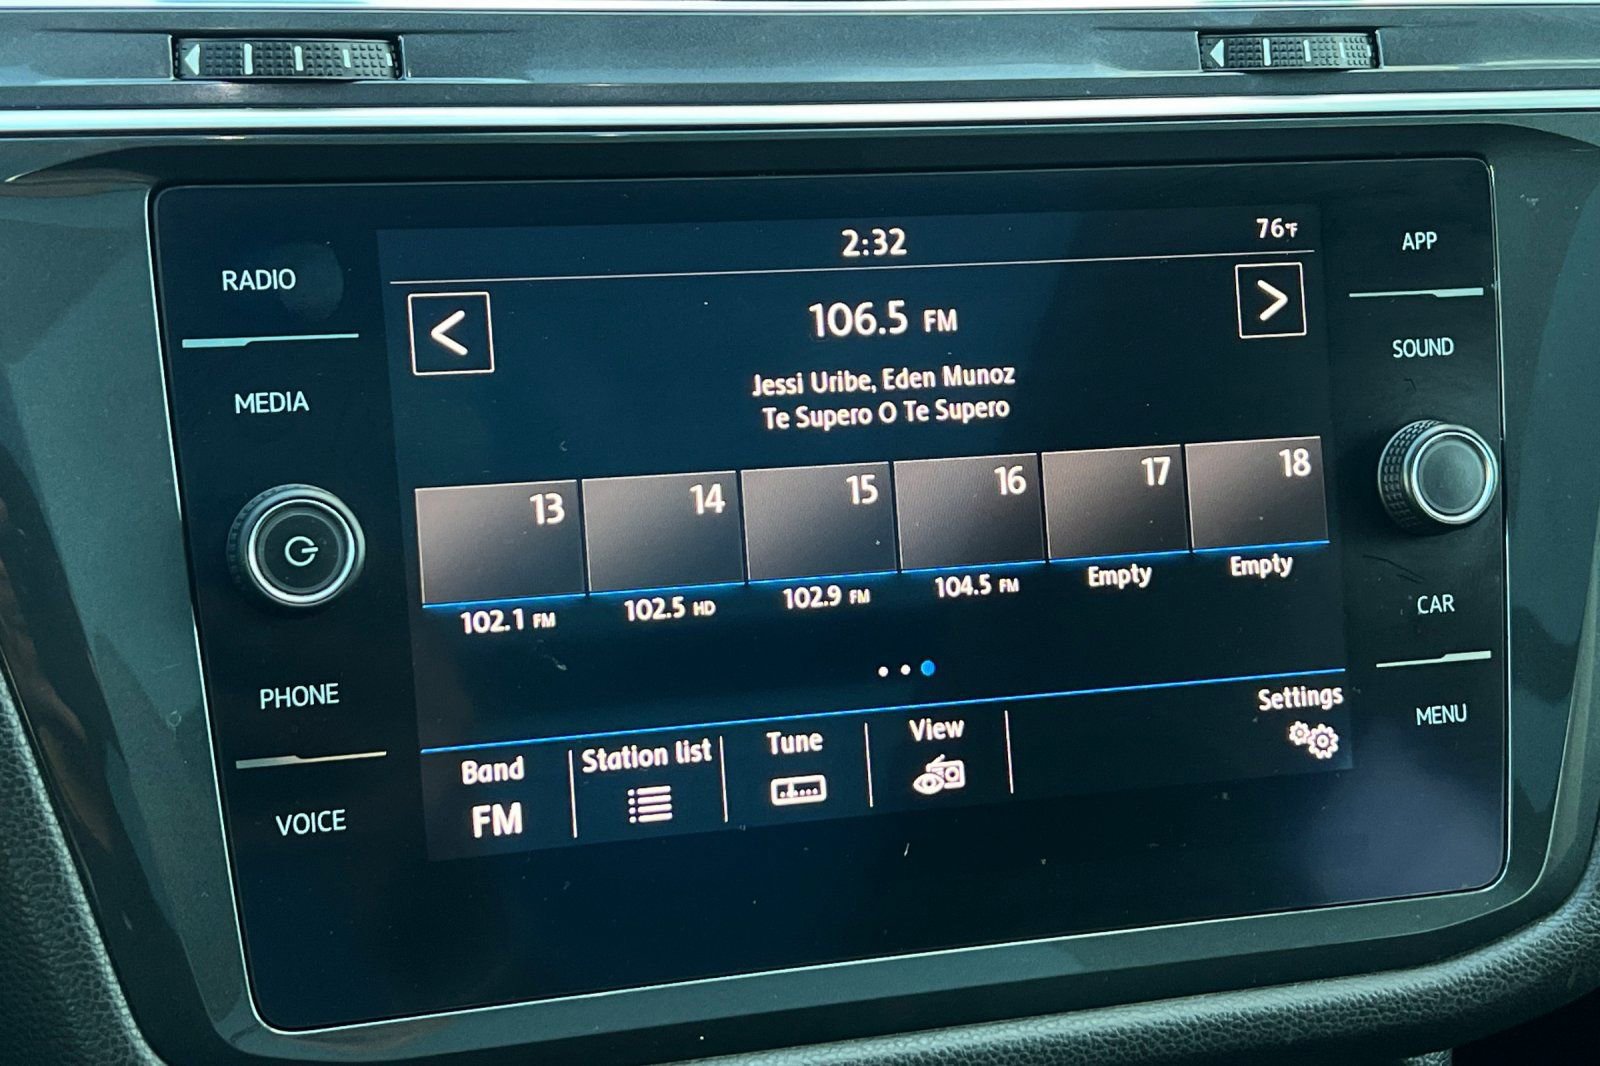 2:32
76°F
106.5 FM
Jessi Uribe, Eden Munoz
Te Supero O Te Supero
13
14
15
16
17
18
102.1 FM
102.5 HD
102.9 FM
104.5 FM
Empty
Empty
Band
FM
Station list
Tune
View
Settings
RADIO
MEDIA
PHONE
VOICE
APP
SOUND
CAR
MENU